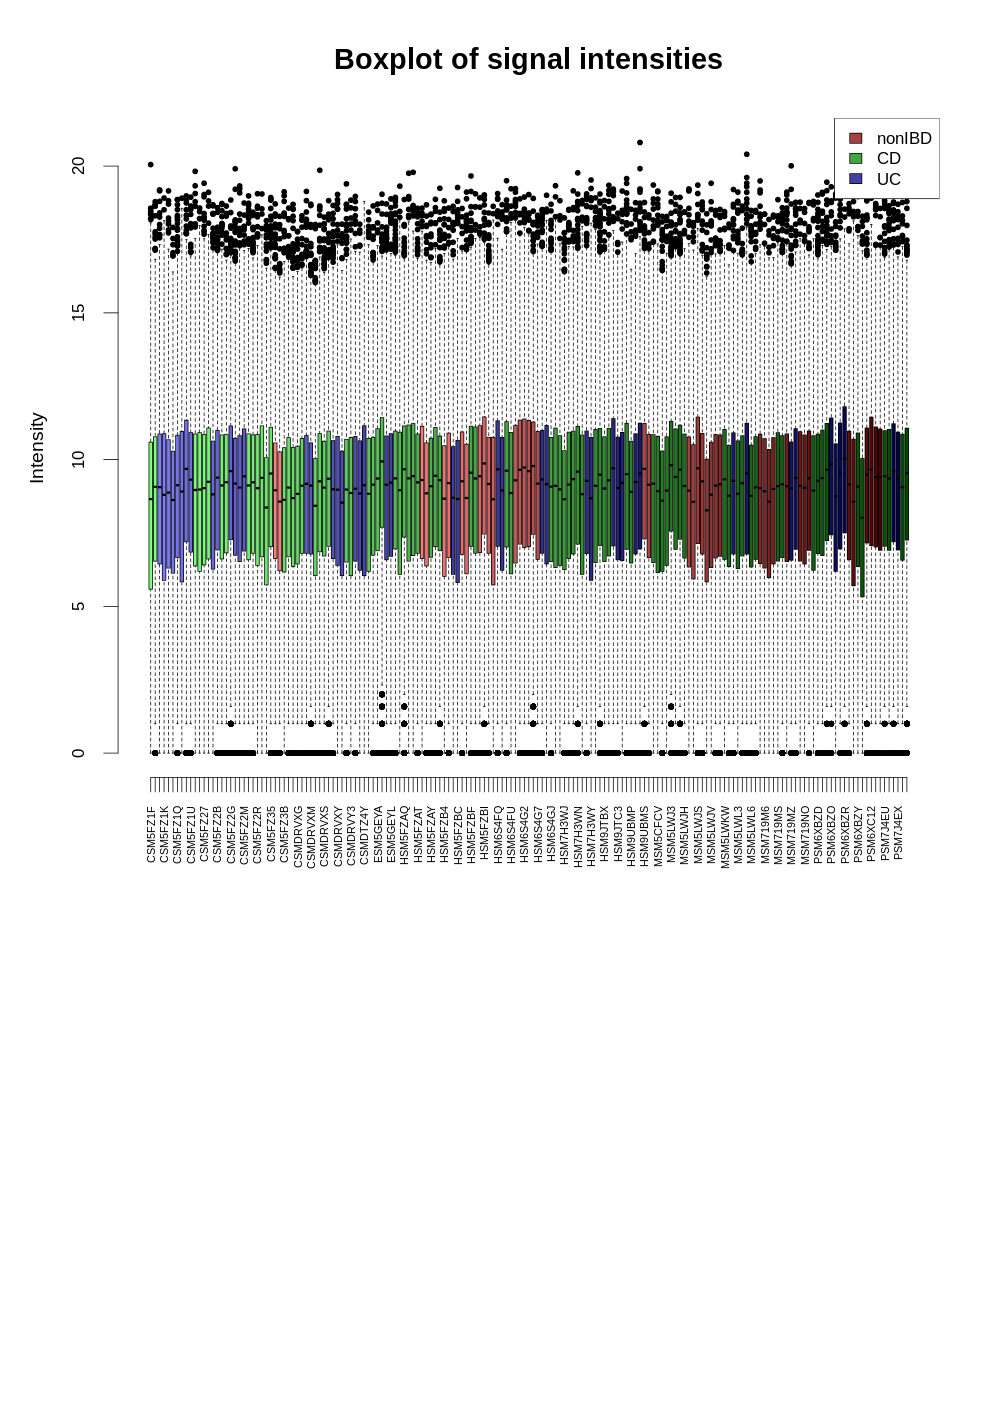 Boxplot of signal intensities
nonIBD
CD
UC
Intensity
20
15
10
5
0
CSM5FZ1F
CSM5FZ1K
CSM5FZ1Q
CSM5FZ1U
CSM5FZ27
CSM5FZ2B
CSM5FZ2G
CSM5FZ2M
CSM5FZ2R
CSM5FZ35
CSM5FZ3B
CSMDRVXG
CSMDRVXM
CSMDRVXS
CSMDRVXY
CSMDRVY3
CSMDTZ4Y
ESM5GEYA
ESM5GEYL
HSM5FZAQ
HSM5FZAT
HSM5FZAY
HSM5FZB4
HSM5FZBC
HSM5FZBF
HSM5FZBI
HSM6S4FQ
HSM6S4FU
HSM6S4G2
HSM6S4G7
HSM6S4GJ
HSM7H3WJ
HSM7H3WN
HSM7H3WY
HSM9JTBX
HSM9JTC3
HSM9UBMP
HSM9UBMS
MSM5CFCV
MSM5LWJ3
MSM5LWJH
MSM5LWJS
MSM5LWJV
MSM5LWKW
MSM5LWL3
MSM5LWL6
MSM719M6
MSM719MS
MSM719MZ
MSM719NO
PSM6XBZD
PSM6XBZO
PSM6XBZR
PSM6XBZY
PSM6XC12
PSM7J4EU
PSM7J4EX